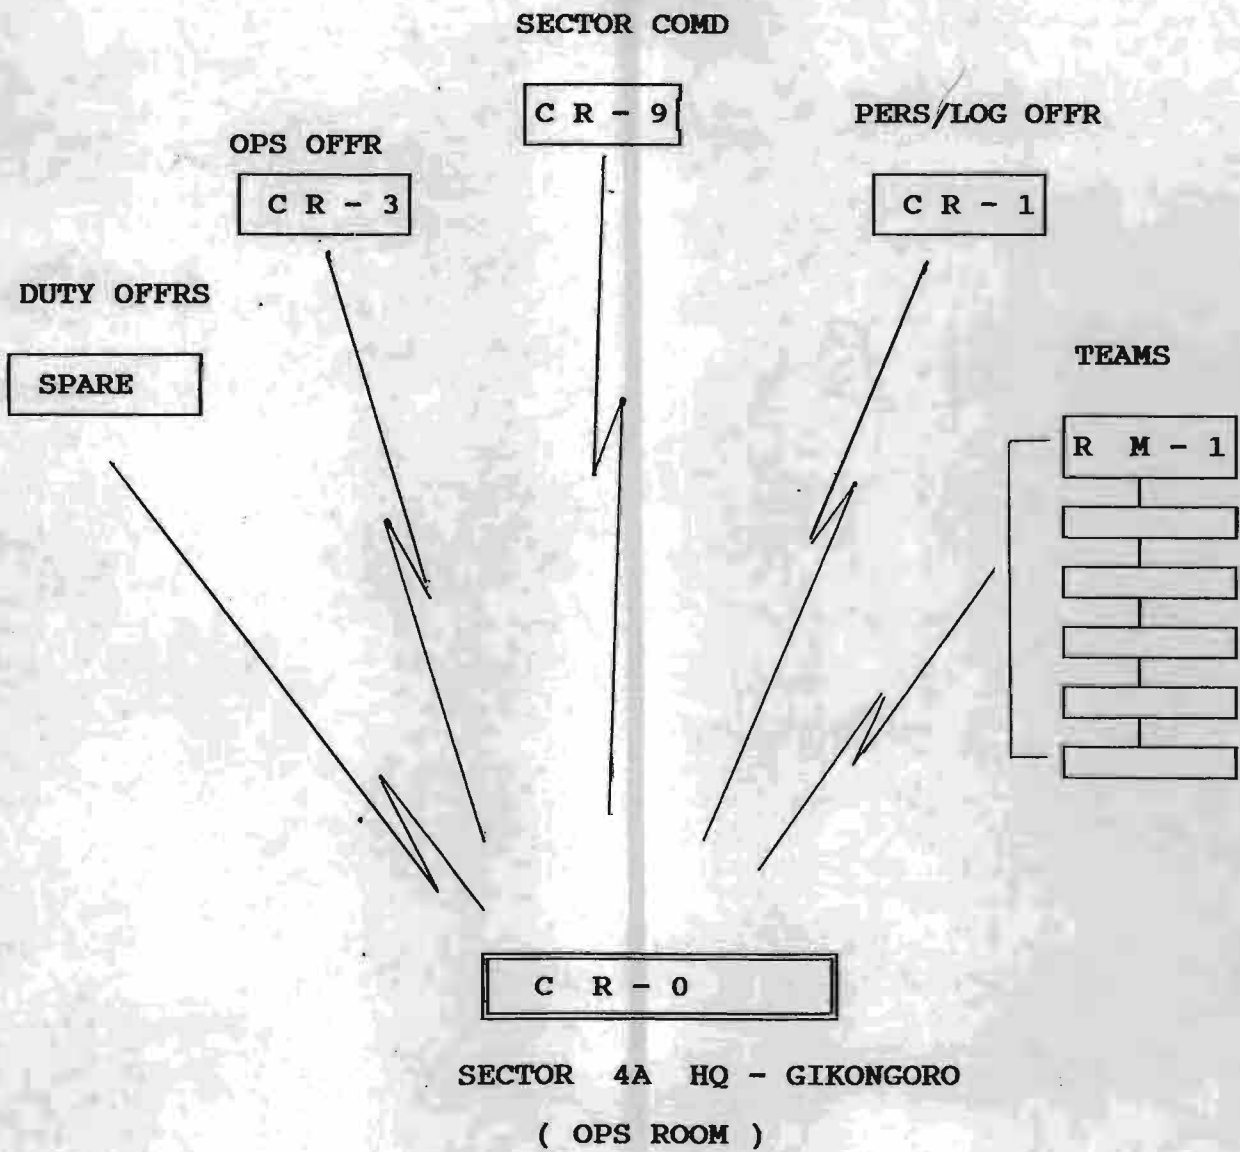 SECTOR COMD
C R - 9
PERS/LOG OFFR
OPS OFFR
C R - 3
C R - 1
DUTY OFFRS
SPARE
TEAMS
R M - 1
C R - 0
SECTOR 4A HQ - GIKONGORO
( OPS ROOM )